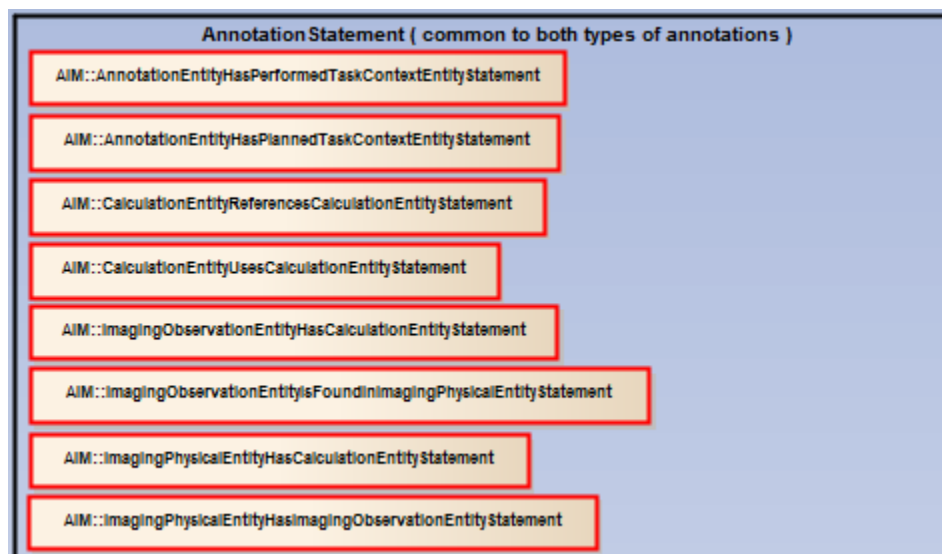 AnnotationStatement ( common to both types of annotations )
AIM::AnnotationEntityHasPerformedTaskContextEntityStatement
AIM::AnnotationEntityHasPlannedTaskContextEntityStatement
AIM::CalculationEntityReferencesCalculationEntityStatement
AIM::CalculationEntityUsesCalculationEntityStatement
AIM::ImagingObservationEntityHasCalculationEntityStatement
AIM::ImagingObservationEntityIsFoundInImagingPhysicalEntityStatement
AIM::ImagingPhysicalEntityHasCalculationEntityStatement
AIM::ImagingPhysicalEntityHasImagingObservationEntityStatement